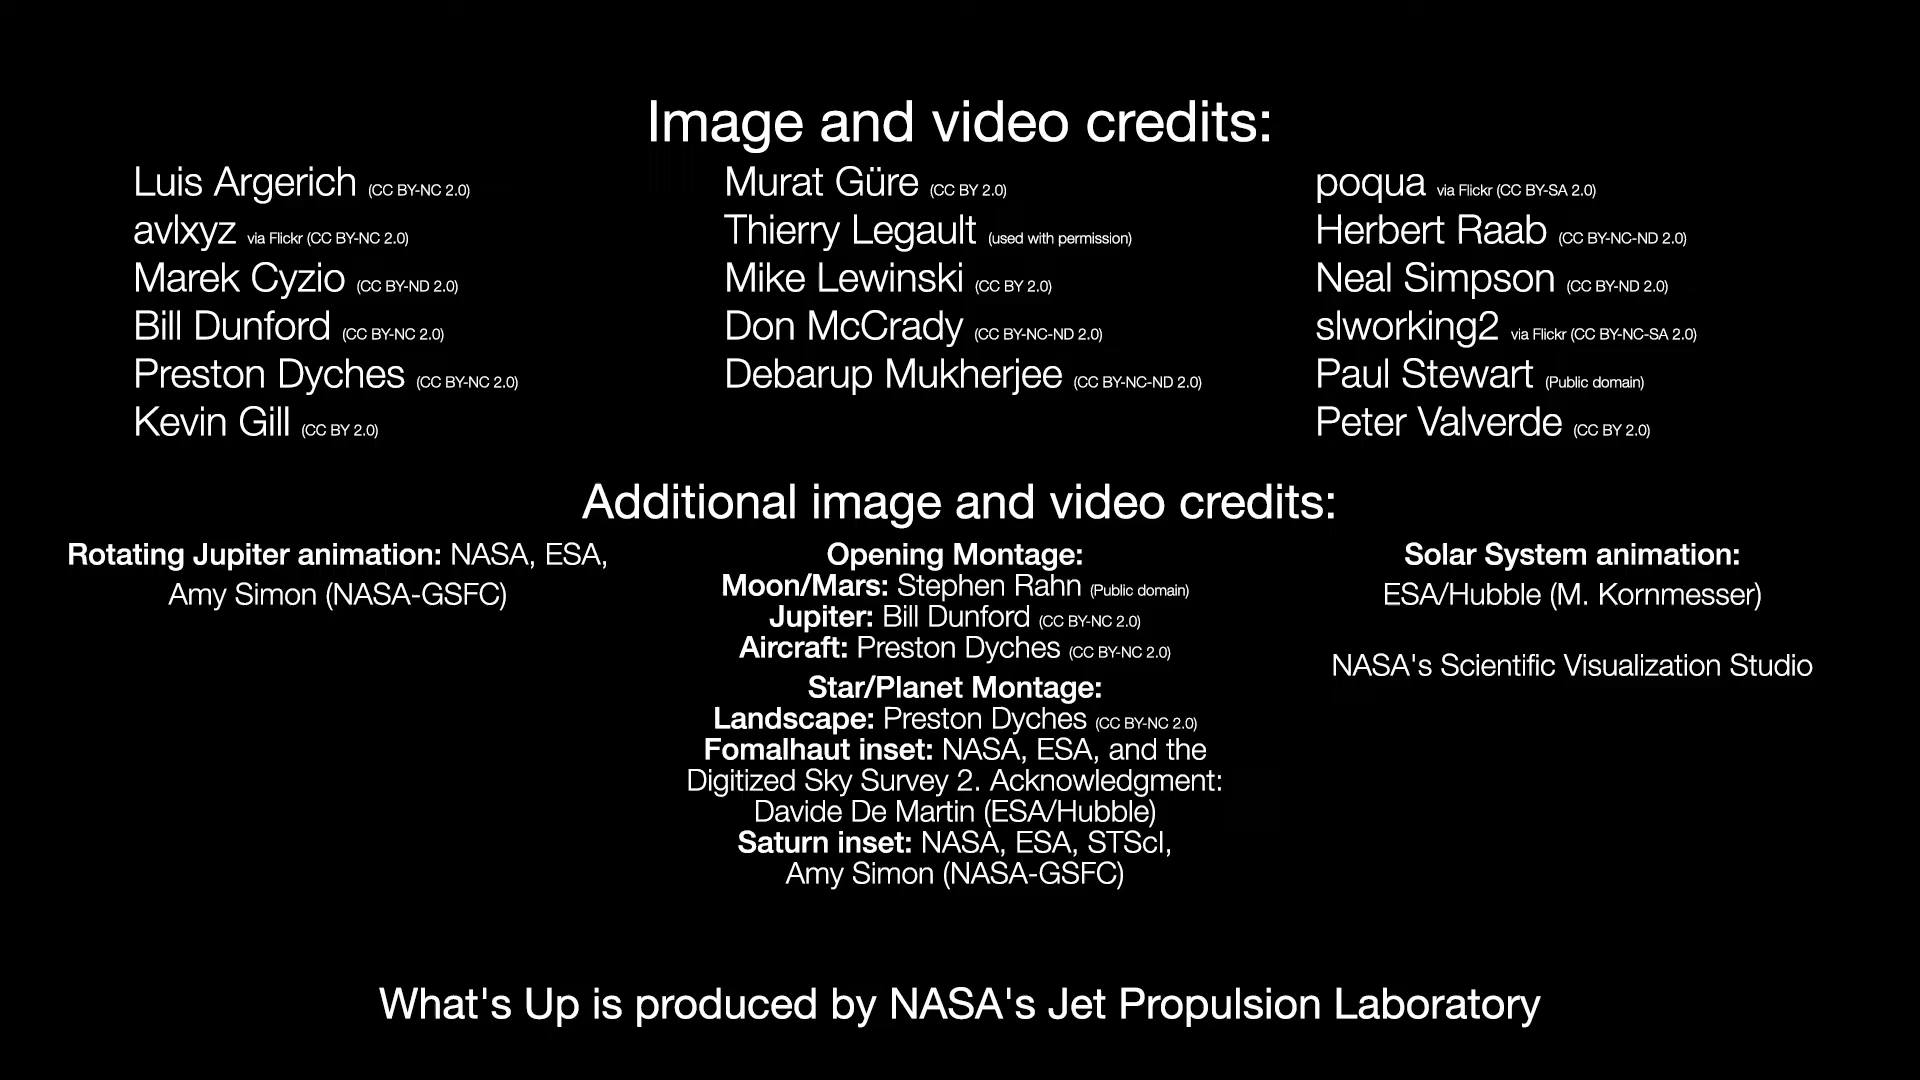 Image and video credits:
Luis Argerich (CC BY-NC 2.0)
avlxyz via Flickr (CC BY-NC 2.0)
Marek Cyzio (CC BY-ND 2.0)
Bill Dunford (CC BY-NC 2.0)
Preston Dyches (CC BY-NC 2.0)
Kevin Gill (CC BY 2.0)
Murat Güre (CC BY 2.0)
Thierry Legault (used with permission)
Mike Lewinski (CC BY 2.0)
Don McCrady (CC BY-NC-ND 2.0)
Debarup Mukherjee (CC BY-NC-ND 2.0)
poqua via Flickr (CC BY-SA 2.0)
Herbert Raab (CC BY-NC-ND 2.0)
Neal Simpson (CC BY-ND 2.0)
slworking2 via Flickr (CC BY-NC-SA 2.0)
Paul Stewart (Public domain)
Peter Valverde (CC BY 2.0)
Additional image and video credits:
Rotating Jupiter animation: NASA, ESA,
Amy Simon (NASA-GSFC)
Opening Montage:
Moon/Mars: Stephen Rahn (Public domain)
Jupiter: Bill Dunford (CC BY-NC 2.0)
Aircraft: Preston Dyches (CC BY-NC 2.0)
Star/Planet Montage:
Landscape: Preston Dyches (CC BY-NC 2.0)
Fomalhaut inset: NASA, ESA, and the
Digitized Sky Survey 2. Acknowledgment:
Davide De Martin (ESA/Hubble)
Saturn inset: NASA, ESA, STScI,
Amy Simon (NASA-GSFC)
Solar System animation:
ESA/Hubble (M. Kornmesser)
NASA's Scientific Visualization Studio
What's Up is produced by NASA's Jet Propulsion Laboratory